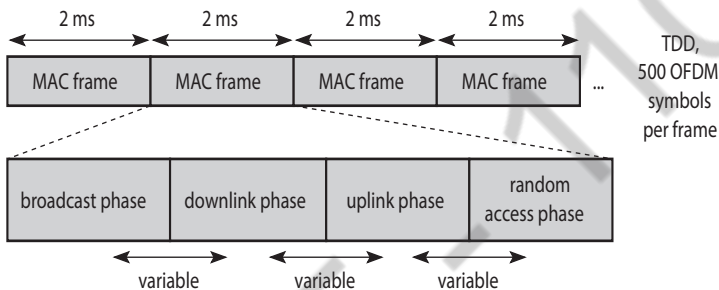 2 ms 2 ms 2 ms 2 ms
MAC frame MAC frame MAC frame MAC frame ...
TDD,
500 OFDM
symbols
per frame
broadcast phase downlink phase uplink phase random
access phase
variable variable variable